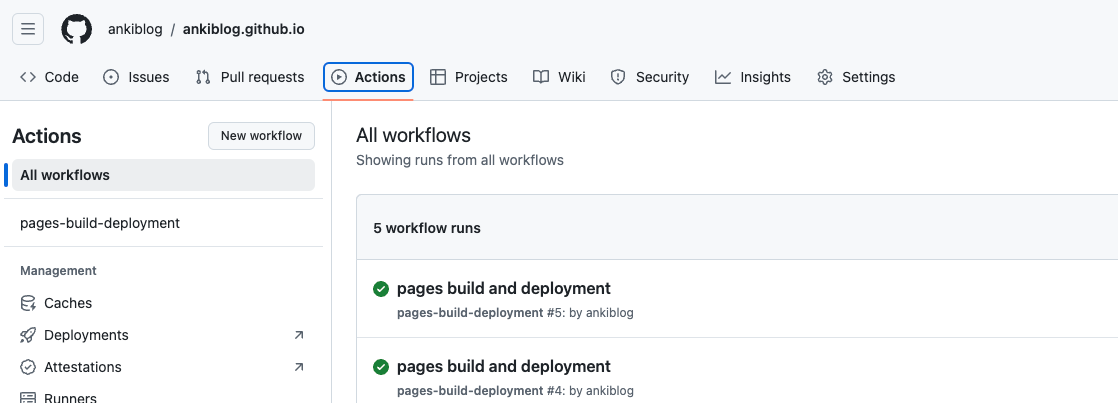 ankiblog / ankiblog.github.io
Code Issues Pull requests Actions Projects Wiki Security Insights Settings
Actions
New workflow
All workflows
pages-build-deployment
Management
Caches
Deployments
Attestations
Runners
All workflows
Showing runs from all workflows
5 workflow runs
pages build and deployment
pages-build-deployment #5: by ankiblog
pages build and deployment
pages-build-deployment #4: by ankiblog